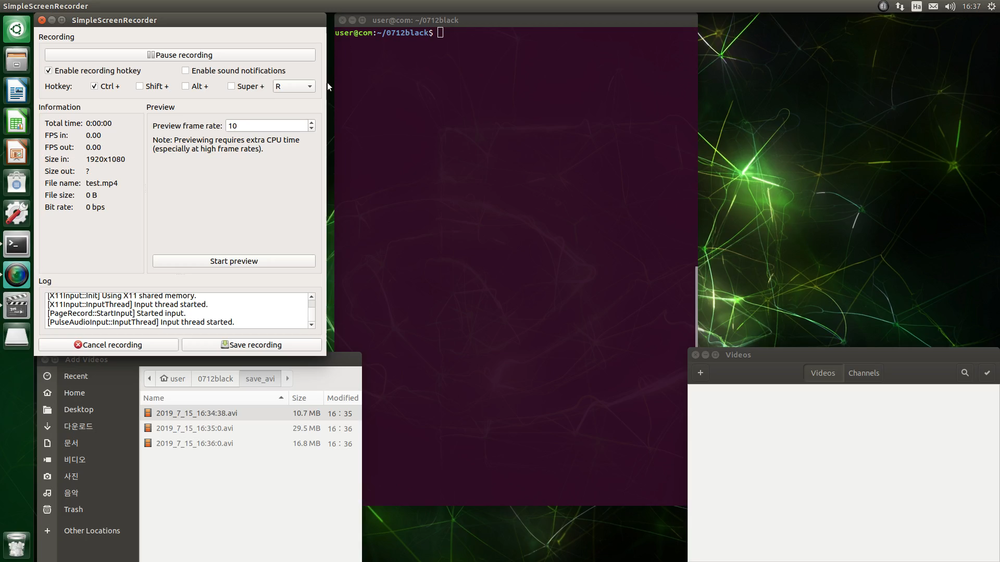 SimpleScreenRecorder
Ha
16:37
SimpleScreenRecorder
Recording
Pause recording
Enable recording hotkey
Enable sound notifications
Hotkey:
Ctrl +
Shift +
Alt +
Super +
R
Information
Total time: 0:00:00
FPS in: 0.00
FPS out: 0.00
Size in: 1920x1080
Size out: ?
File name: test.mp4
File size: 0 B
Bit rate: 0 bps
Preview
Preview frame rate: 10
Note: Previewing requires extra CPU time
(especially at high frame rates).
Start preview
Log
[X11Input::Init] Using X11 shared memory.
[X11Input::InputThread] Input thread started.
[PageRecord::StartInput] Started input.
[PulseAudioInput::InputThread] Input thread started.
Cancel recording
Save recording
user@com: ~/0712black
user@com:~/0712black$
Add Videos
Recent
Home
Desktop
다운로드
문서
비디오
사진
음악
Trash
Other Locations
user
0712black
save_avi
Name Size Modified
2019_7_15_16:34:38.avi 10.7 MB 16：35
2019_7_15_16:35:0.avi 29.5 MB 16：36
2019_7_15_16:36:0.avi 16.8 MB 16：36
Videos
Videos
Channels